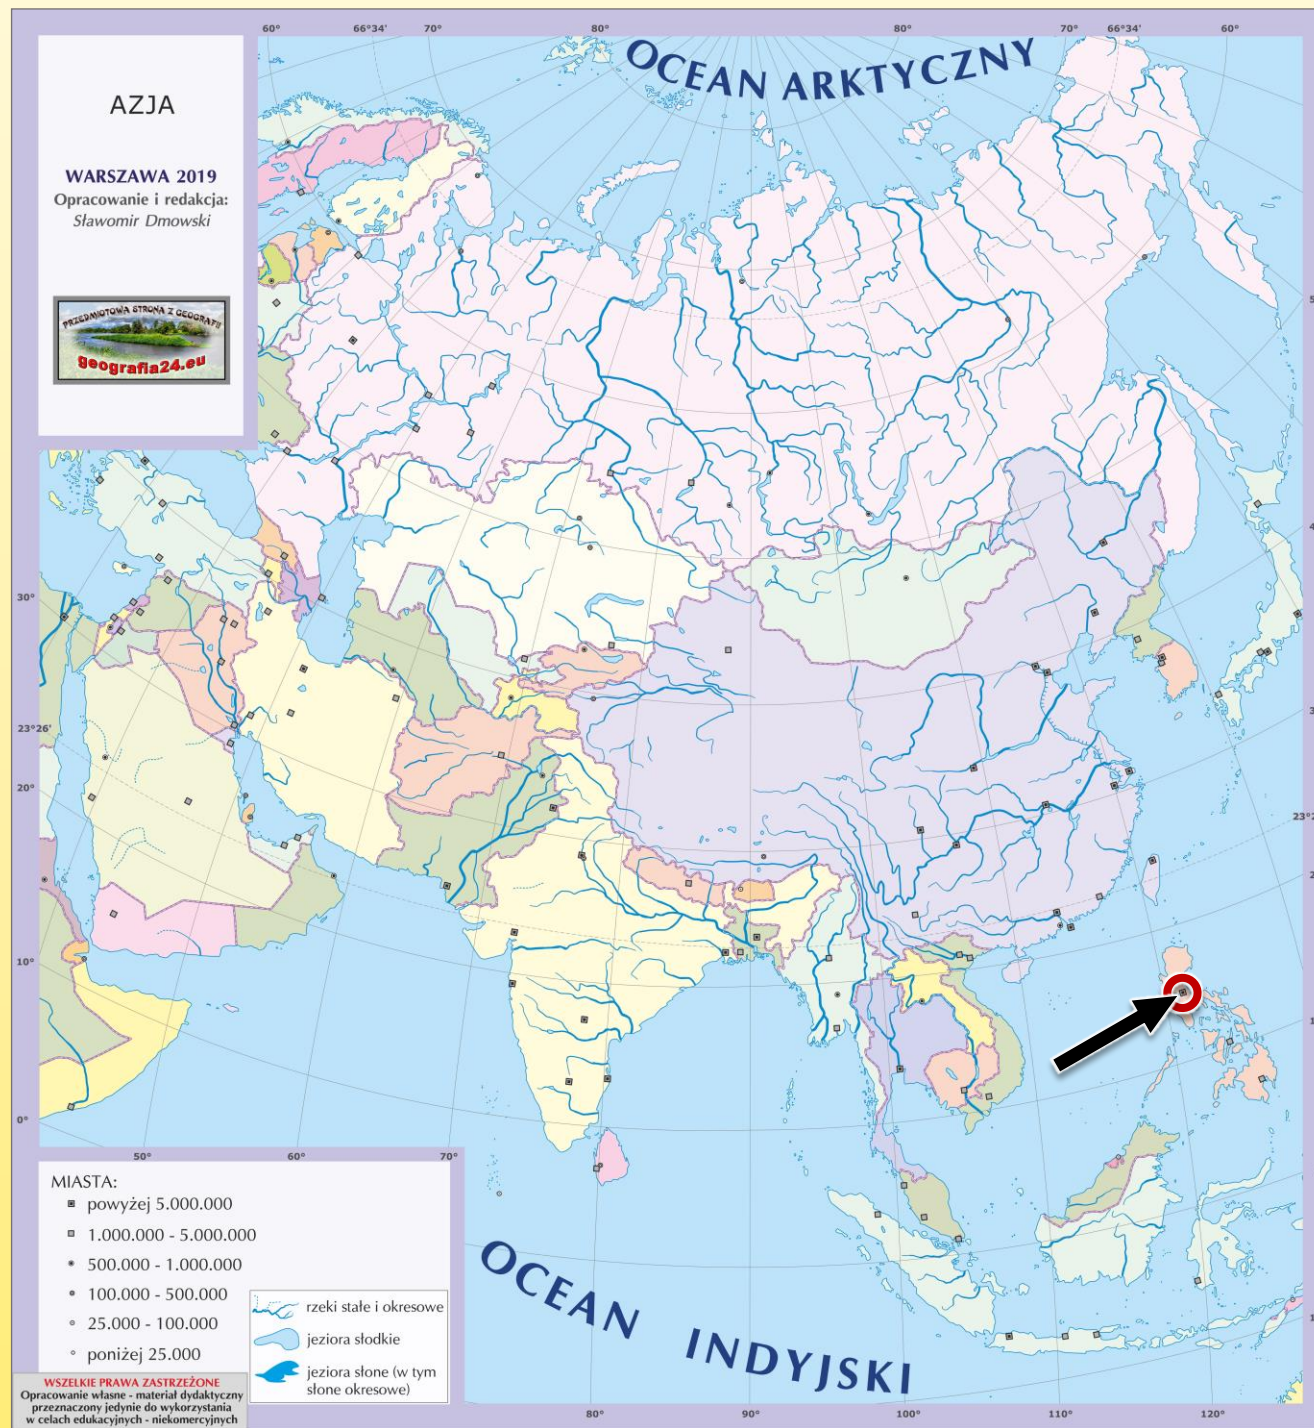 60° 66°34' 70° 80° 80° 70° 66°34' 60°
OCEAN ARKTYCZNY
AZJA
WARSZAWA 2019
Opracowanie i redakcja:
Sławomir Dmowski
PRZEDMIOTOWA STRONA Z GEOGRAFII
geografia24.eu
30°
23°26'
20°
10°
0°
50° 60° 70°
MIASTA:
powyżej 5.000.000
1.000.000 - 5.000.000
500.000 - 1.000.000
100.000 - 500.000
25.000 - 100.000
poniżej 25.000
rzeki stałe i okresowe
jeziora słodkie
jeziora słone (w tym
słone okresowe)
OCEAN INDYJSKI
WSZELKIE PRAWA ZASTRZEŻONE
Opracowanie własne - materiał dydaktyczny
przeznaczony jedynie do wykorzystania
w celach edukacyjnych - niekomercyjnych
80° 90° 100° 110° 120°